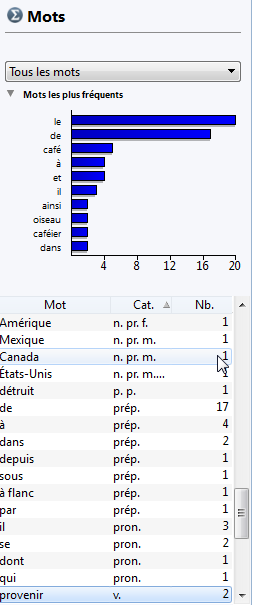 Mots
Tous les mots
Mots les plus fréquents
le
de
café
à
et
il
ainsi
oiseau
caféier
dans
4 8 12 16 20
Mot Cat. Nb.
Amérique n. pr. f. 1
Mexique n. pr. m. 1
Canada n. pr. m. 1
États-Unis n. pr. m.... 1
détruit p. p. 1
de prép. 17
à prép. 4
dans prép. 2
depuis prép. 1
sous prép. 1
à flanc prép. 1
par prép. 1
il pron. 3
se pron. 2
dont pron. 1
qui pron. 1
provenir v. 2